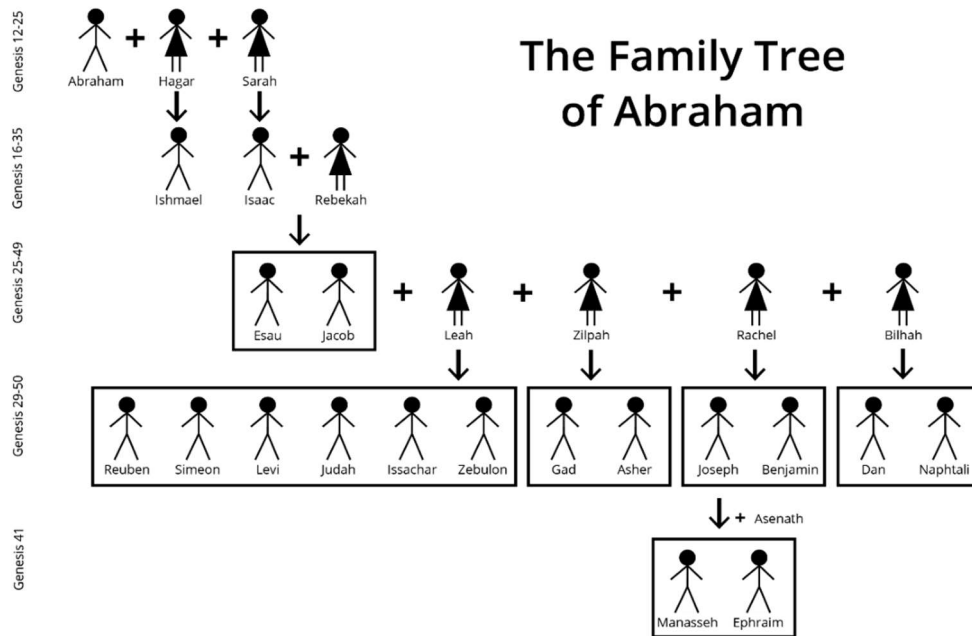 The Family Tree
of Abraham
Genesis 12-25
Abraham Hagar Sarah
Genesis 16-35
Ishmael Isaac Rebekah
Genesis 25-49
Esau Jacob Leah Zilpah Rachel Bilhah
Genesis 29-50
Reuben Simeon Levi Judah Issachar Zebulon Gad Asher Joseph Benjamin Dan Naphtali
+ Asenath
Genesis 41
Manasseh Ephraim